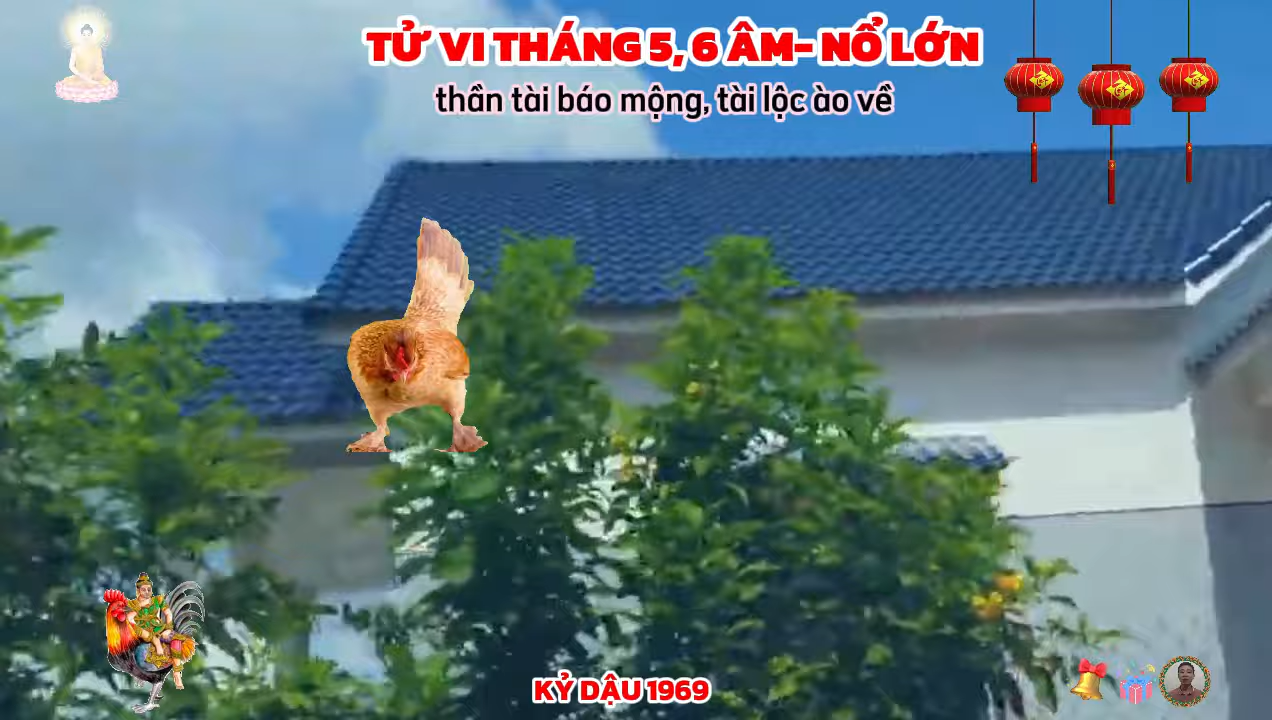 TỬ VI THÁNG 5, 6 ÂM- NỔ LỚN
thần tài báo mộng, tài lộc ào về
KỶ DẬU 1969